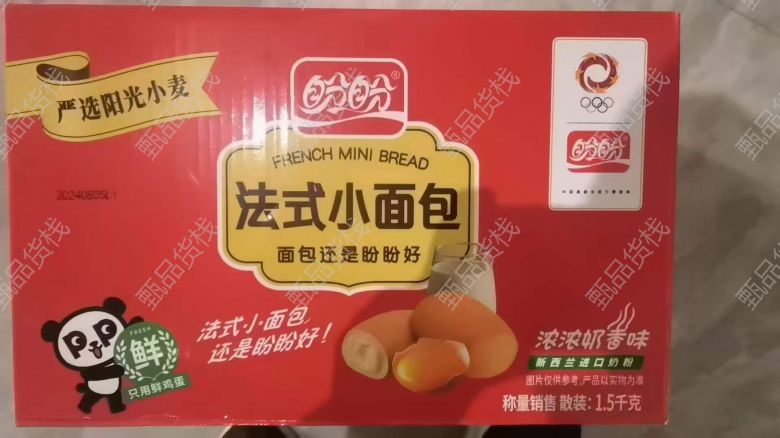 严选阳光小麦
盼盼®
FRENCH MINI BREAD
法式小面包
面包还是盼盼好
20240805L1
盼盼
法式小面包
还是盼盼好!
FRESH
鲜
只用鲜鸡蛋
浓浓奶香味
新西兰进口奶粉
图片仅供参考,产品以实物为准
称量销售 散装:1.5千克
甄品货栈